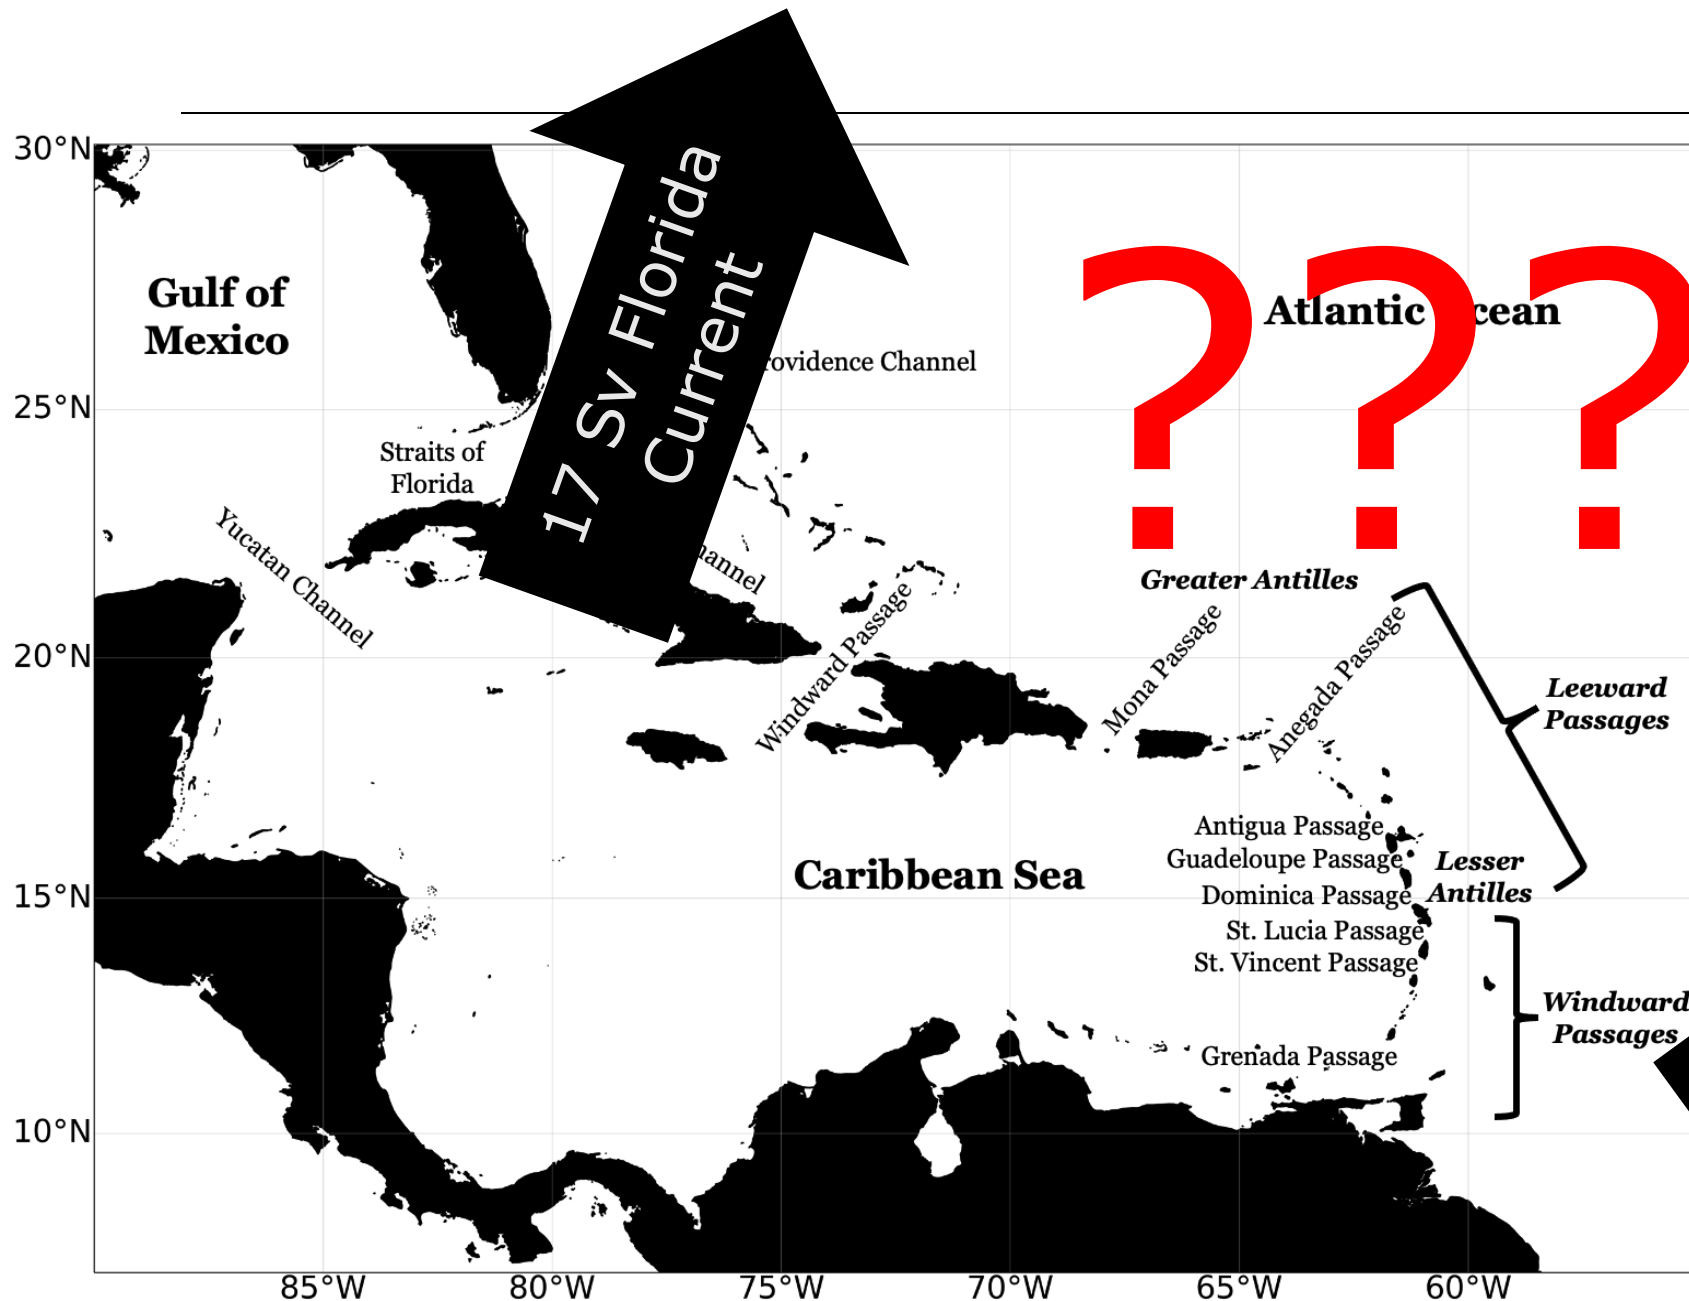 30°N
25°N
20°N
15°N
10°N
85°W
80°W
75°W
70°W
65°W
60°W
Gulf of
Mexico
17 Sv Florida
Current
???
Atlantic cean
rovidence Channel
Straits of
Florida
Yucatan Channel
hannel
Windward Passage
Greater Antilles
Mona Passage
Anegada Passage
Leeward
Passages
Antigua Passage
Guadeloupe Passage
Lesser
Antilles
Dominica Passage
St. Lucia Passage
St. Vincent Passage
Caribbean Sea
Windward
Passages
Grenada Passage